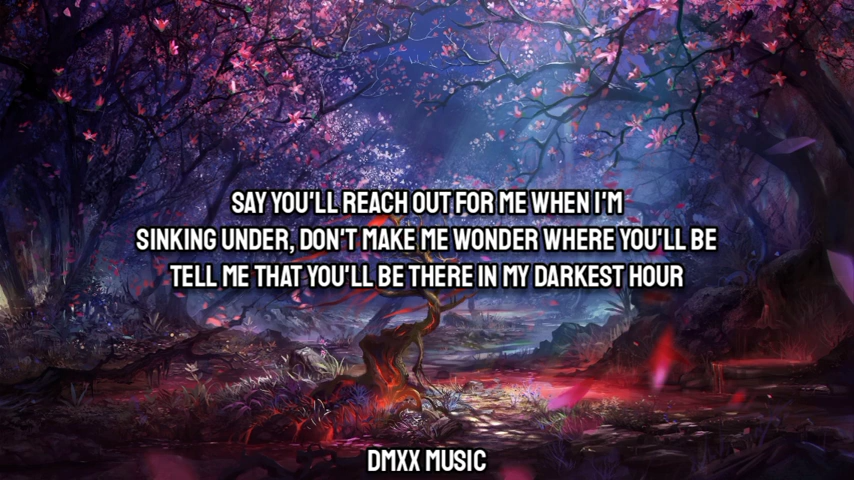 SAY YOU'LL REACH OUT FOR ME WHEN I'M
SINKING UNDER, DON'T MAKE ME WONDER WHERE YOU'LL BE
TELL ME THAT YOU'LL BE THERE IN MY DARKEST HOUR
DMXX MUSIC